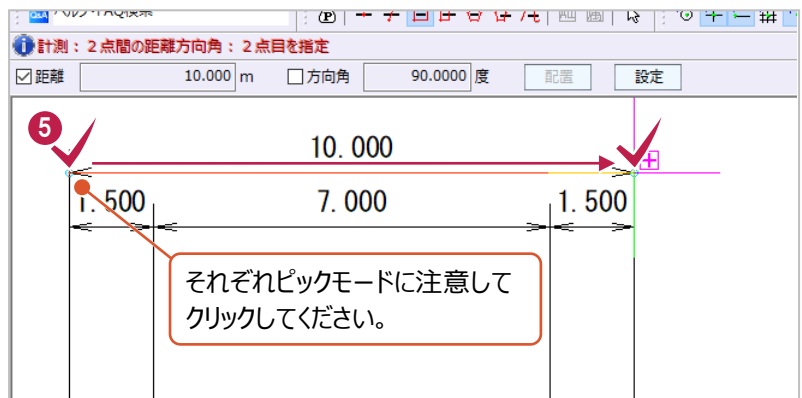 Q&A ヘルプ・FAQ検索
計測：２点間の距離方向角：２点目を指定
距離 10.000 m 方向角 90.0000 度 配置 設定
5
10.000
1.500 7.000 1.500
それぞれピックモードに注意して
クリックしてください。